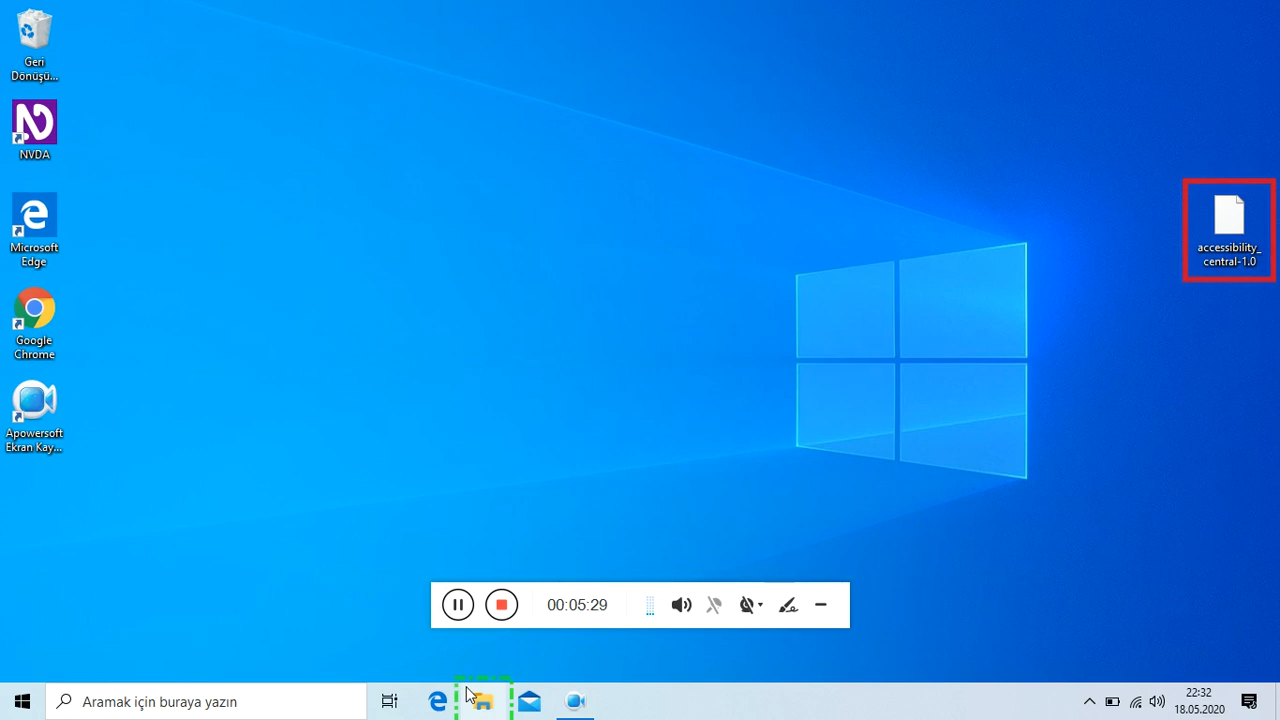 Geri
Dönüşü...
NVDA
Microsoft
Edge
Google
Chrome
Apowersoft
Ekran Kay...
accessibility_
central-1.0
00:05:29
Aramak için buraya yazın
22:32
18.05.2020